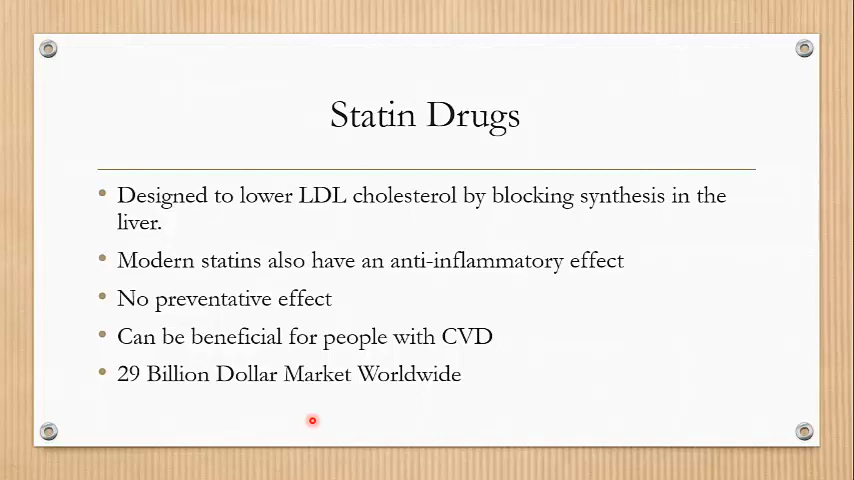 Statin Drugs
• Designed to lower LDL cholesterol by blocking synthesis in the
liver.
• Modern statins also have an anti-inflammatory effect
• No preventative effect
• Can be beneficial for people with CVD
• 29 Billion Dollar Market Worldwide